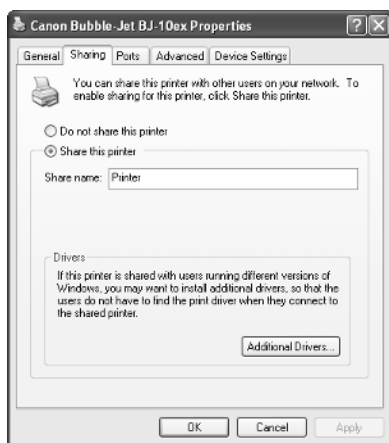 Canon Bubble-Jet BJ-10ex Properties
General Sharing Ports Advanced Device Settings
You can share this printer with other users on your network. To
enable sharing for this printer, click Share this printer.
Do not share this printer
Share this printer
Share name: Printer
Drivers
If this printer is shared with users running different versions of
Windows, you may want to install additional drivers, so that the
users do not have to find the print driver when they connect to
the shared printer.
Additional Drivers...
OK Cancel Apply